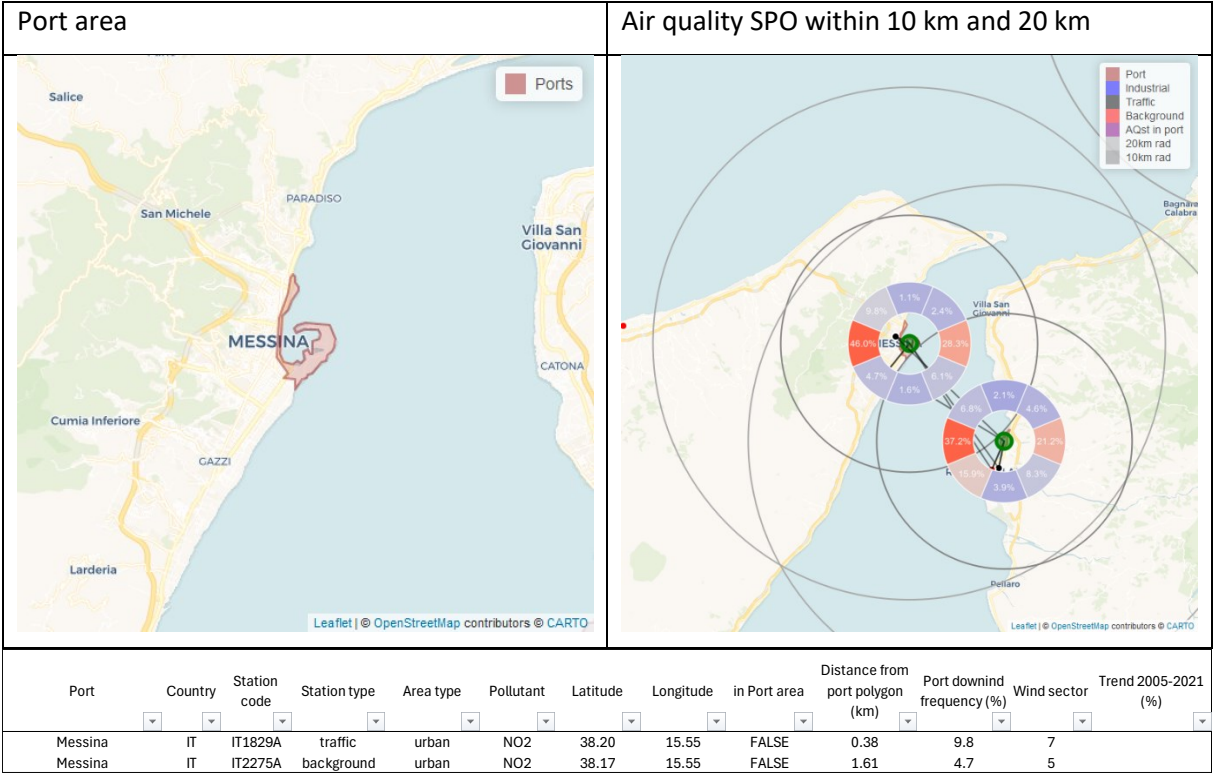 Port area
Air quality SPO within 10 km and 20 km
Ports
Salice
PARADISO
San Michele
Villa San
Giovanni
MESSINA
CATONA
Cumia Inferiore
GAZZI
Larderia
Leaflet | © OpenStreetMap contributors © CARTO
Port
Industrial
Traffic
Background
AQst in port
20km rad
10km rad
Bagnara
Calabra
Villa San
Giovanni
1.1%
9.8%
2.4%
46.0%
28.3%
4.7%
6.1%
1.6%
2.1%
6.8%
4.6%
37.2%
21.2%
15.9%
8.3%
3.9%
Pellaro
Leaflet | © OpenStreetMap contributors © CARTO
Port Country Station code Station type Area type Pollutant Latitude Longitude in Port area Distance from port polygon (km) Port downind frequency (%) Wind sector Trend 2005-2021 (%)
Messina IT IT1829A traffic urban NO2 38.20 15.55 FALSE 0.38 9.8 7
Messina IT IT2275A background urban NO2 38.17 15.55 FALSE 1.61 4.7 5